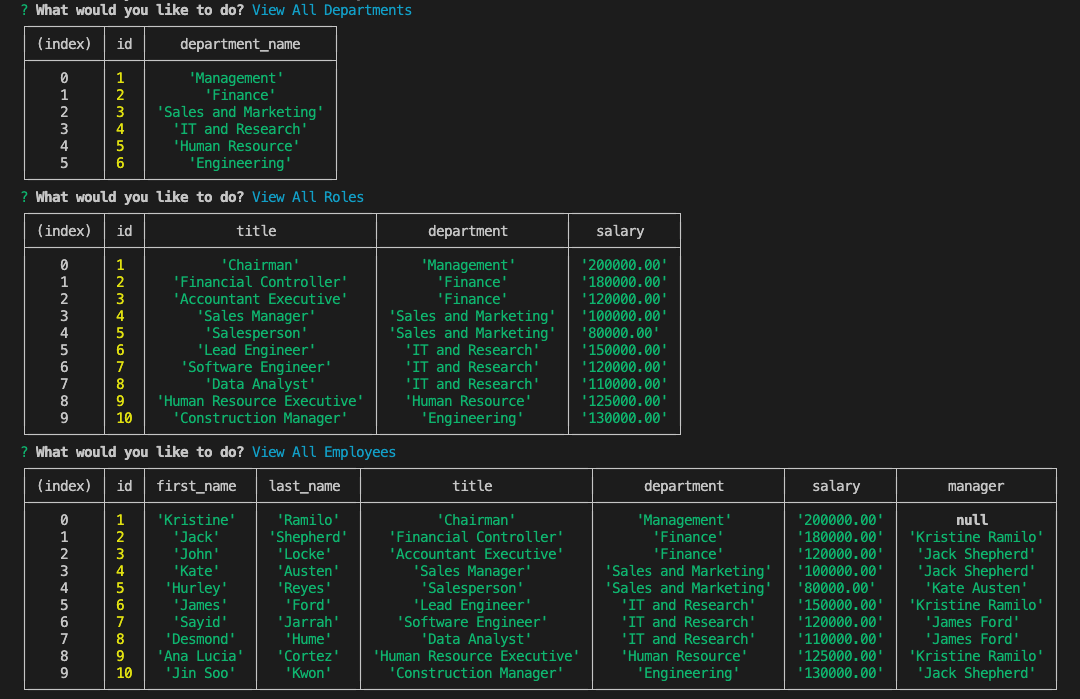 ? What would you like to do? View All Departments
(index) id department_name
0 1 'Management'
1 2 'Finance'
2 3 'Sales and Marketing'
3 4 'IT and Research'
4 5 'Human Resource'
5 6 'Engineering'
? What would you like to do? View All Roles
(index) id title department salary
0 1 'Chairman' 'Management' '200000.00'
1 2 'Financial Controller' 'Finance' '180000.00'
2 3 'Accountant Executive' 'Finance' '120000.00'
3 4 'Sales Manager' 'Sales and Marketing' '100000.00'
4 5 'Salesperson' 'Sales and Marketing' '80000.00'
5 6 'Lead Engineer' 'IT and Research' '150000.00'
6 7 'Software Engineer' 'IT and Research' '120000.00'
7 8 'Data Analyst' 'IT and Research' '110000.00'
8 9 'Human Resource Executive' 'Human Resource' '125000.00'
9 10 'Construction Manager' 'Engineering' '130000.00'
? What would you like to do? View All Employees
(index) id first_name last_name title department salary manager
0 1 'Kristine' 'Ramilo' 'Chairman' 'Management' '200000.00' null
1 2 'Jack' 'Shepherd' 'Financial Controller' 'Finance' '180000.00' 'Kristine Ramilo'
2 3 'John' 'Locke' 'Accountant Executive' 'Finance' '120000.00' 'Jack Shepherd'
3 4 'Kate' 'Austen' 'Sales Manager' 'Sales and Marketing' '100000.00' 'Jack Shepherd'
4 5 'Hurley' 'Reyes' 'Salesperson' 'Sales and Marketing' '80000.00' 'Kate Austen'
5 6 'James' 'Ford' 'Lead Engineer' 'IT and Research' '150000.00' 'Kristine Ramilo'
6 7 'Sayid' 'Jarrah' 'Software Engineer' 'IT and Research' '120000.00' 'James Ford'
7 8 'Desmond' 'Hume' 'Data Analyst' 'IT and Research' '110000.00' 'James Ford'
8 9 'Ana Lucia' 'Cortez' 'Human Resource Executive' 'Human Resource' '125000.00' 'Kristine Ramilo'
9 10 'Jin Soo' 'Kwon' 'Construction Manager' 'Engineering' '130000.00' 'Jack Shepherd'